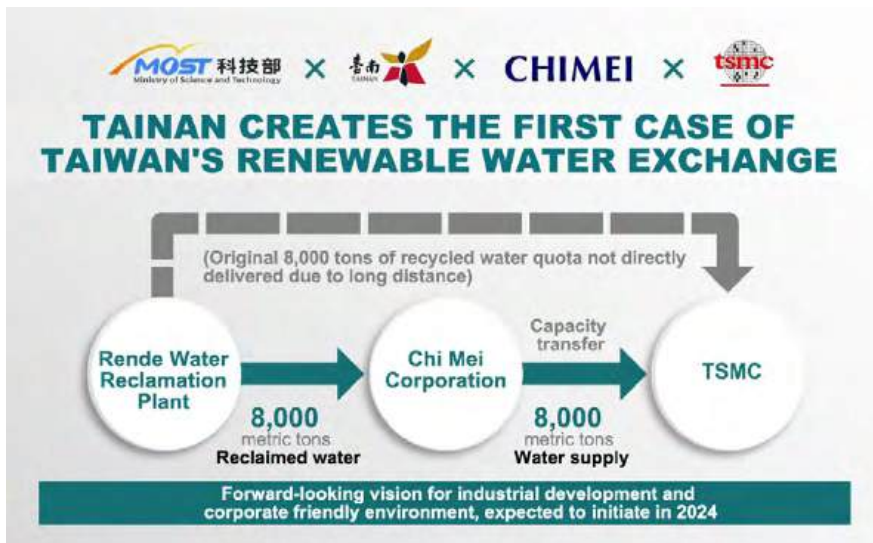 MOST 科技部
Ministry of Science and Technology
×
臺南
TAINAN
×
CHIMEI
×
tsmc
TAINAN CREATES THE FIRST CASE OF
TAIWAN'S RENEWABLE WATER EXCHANGE
(Original 8,000 tons of recycled water quota not directly
delivered due to long distance)
Rende Water
Reclamation
Plant
8,000
metric tons
Reclaimed water
Chi Mei
Corporation
Capacity
transfer
8,000
metric tons
Water supply
TSMC
Forward-looking vision for industrial development and
corporate friendly environment, expected to initiate in 2024